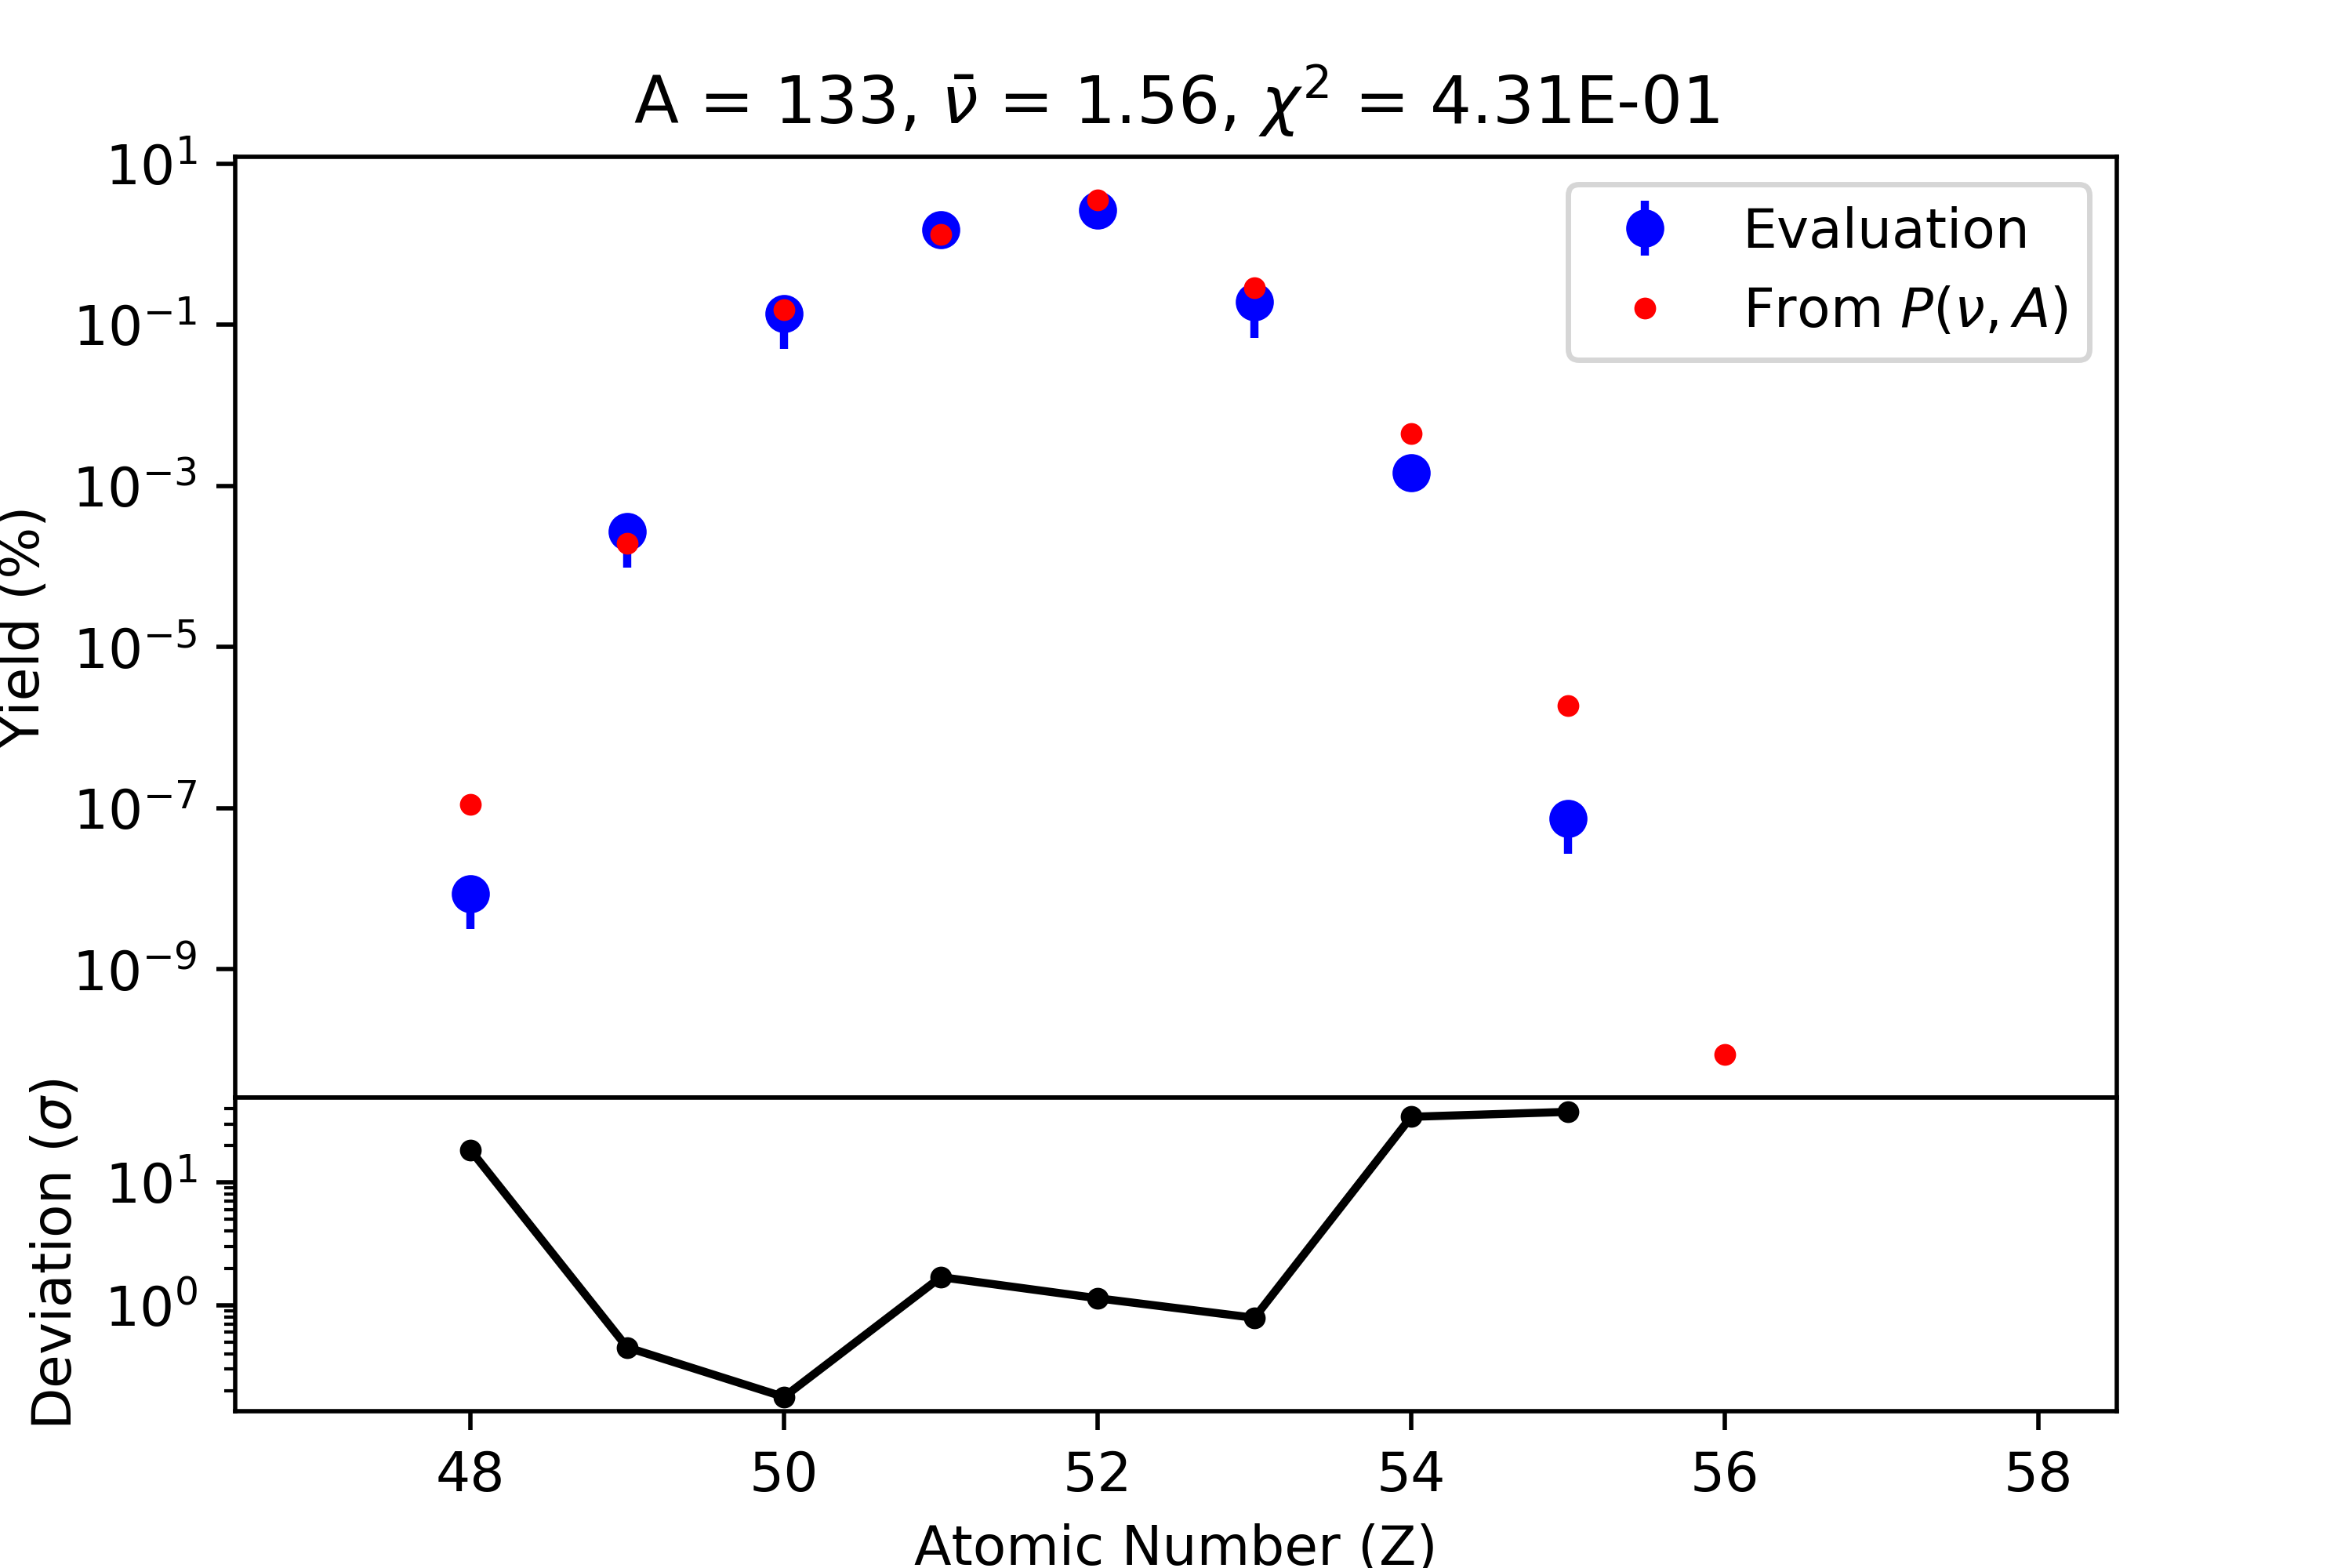 A = 133, ν̄ = 1.56, χ² = 4.31E-01
10¹
10⁻¹
10⁻³
10⁻⁵
10⁻⁷
10⁻⁹
Yield (%)
Evaluation
From P(ν, A)
Deviation (σ)
10¹
10⁰
48 50 52 54 56 58
Atomic Number (Z)